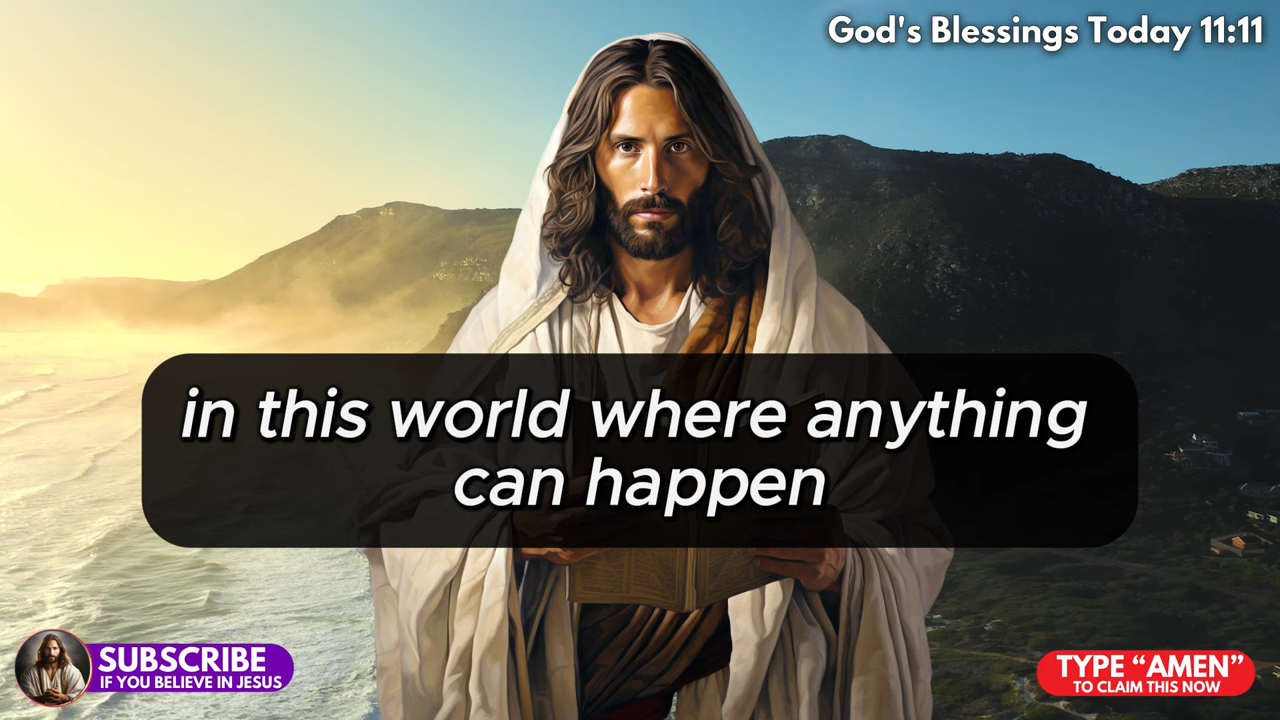 God's Blessings Today 11:11
in this world where anything
can happen
SUBSCRIBE
IF YOU BELIEVE IN JESUS
TYPE “AMEN”
TO CLAIM THIS NOW